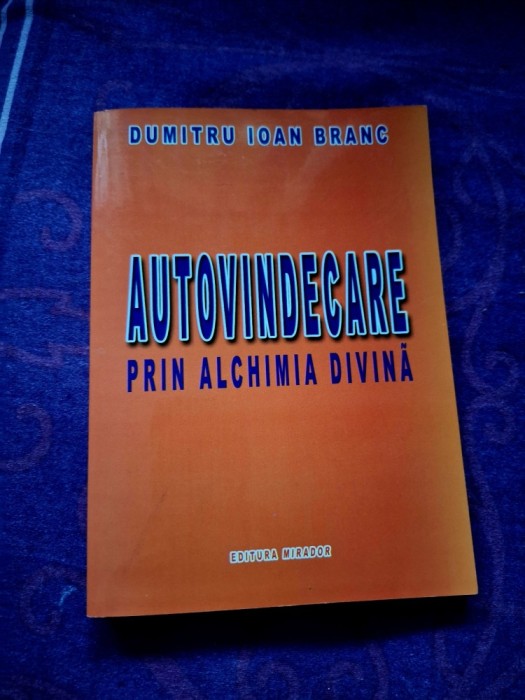 DUMITRU IOAN BRANC
AUTOVINDECARE
PRIN ALCHIMIA DIVINĂ
EDITURA MIRADOR